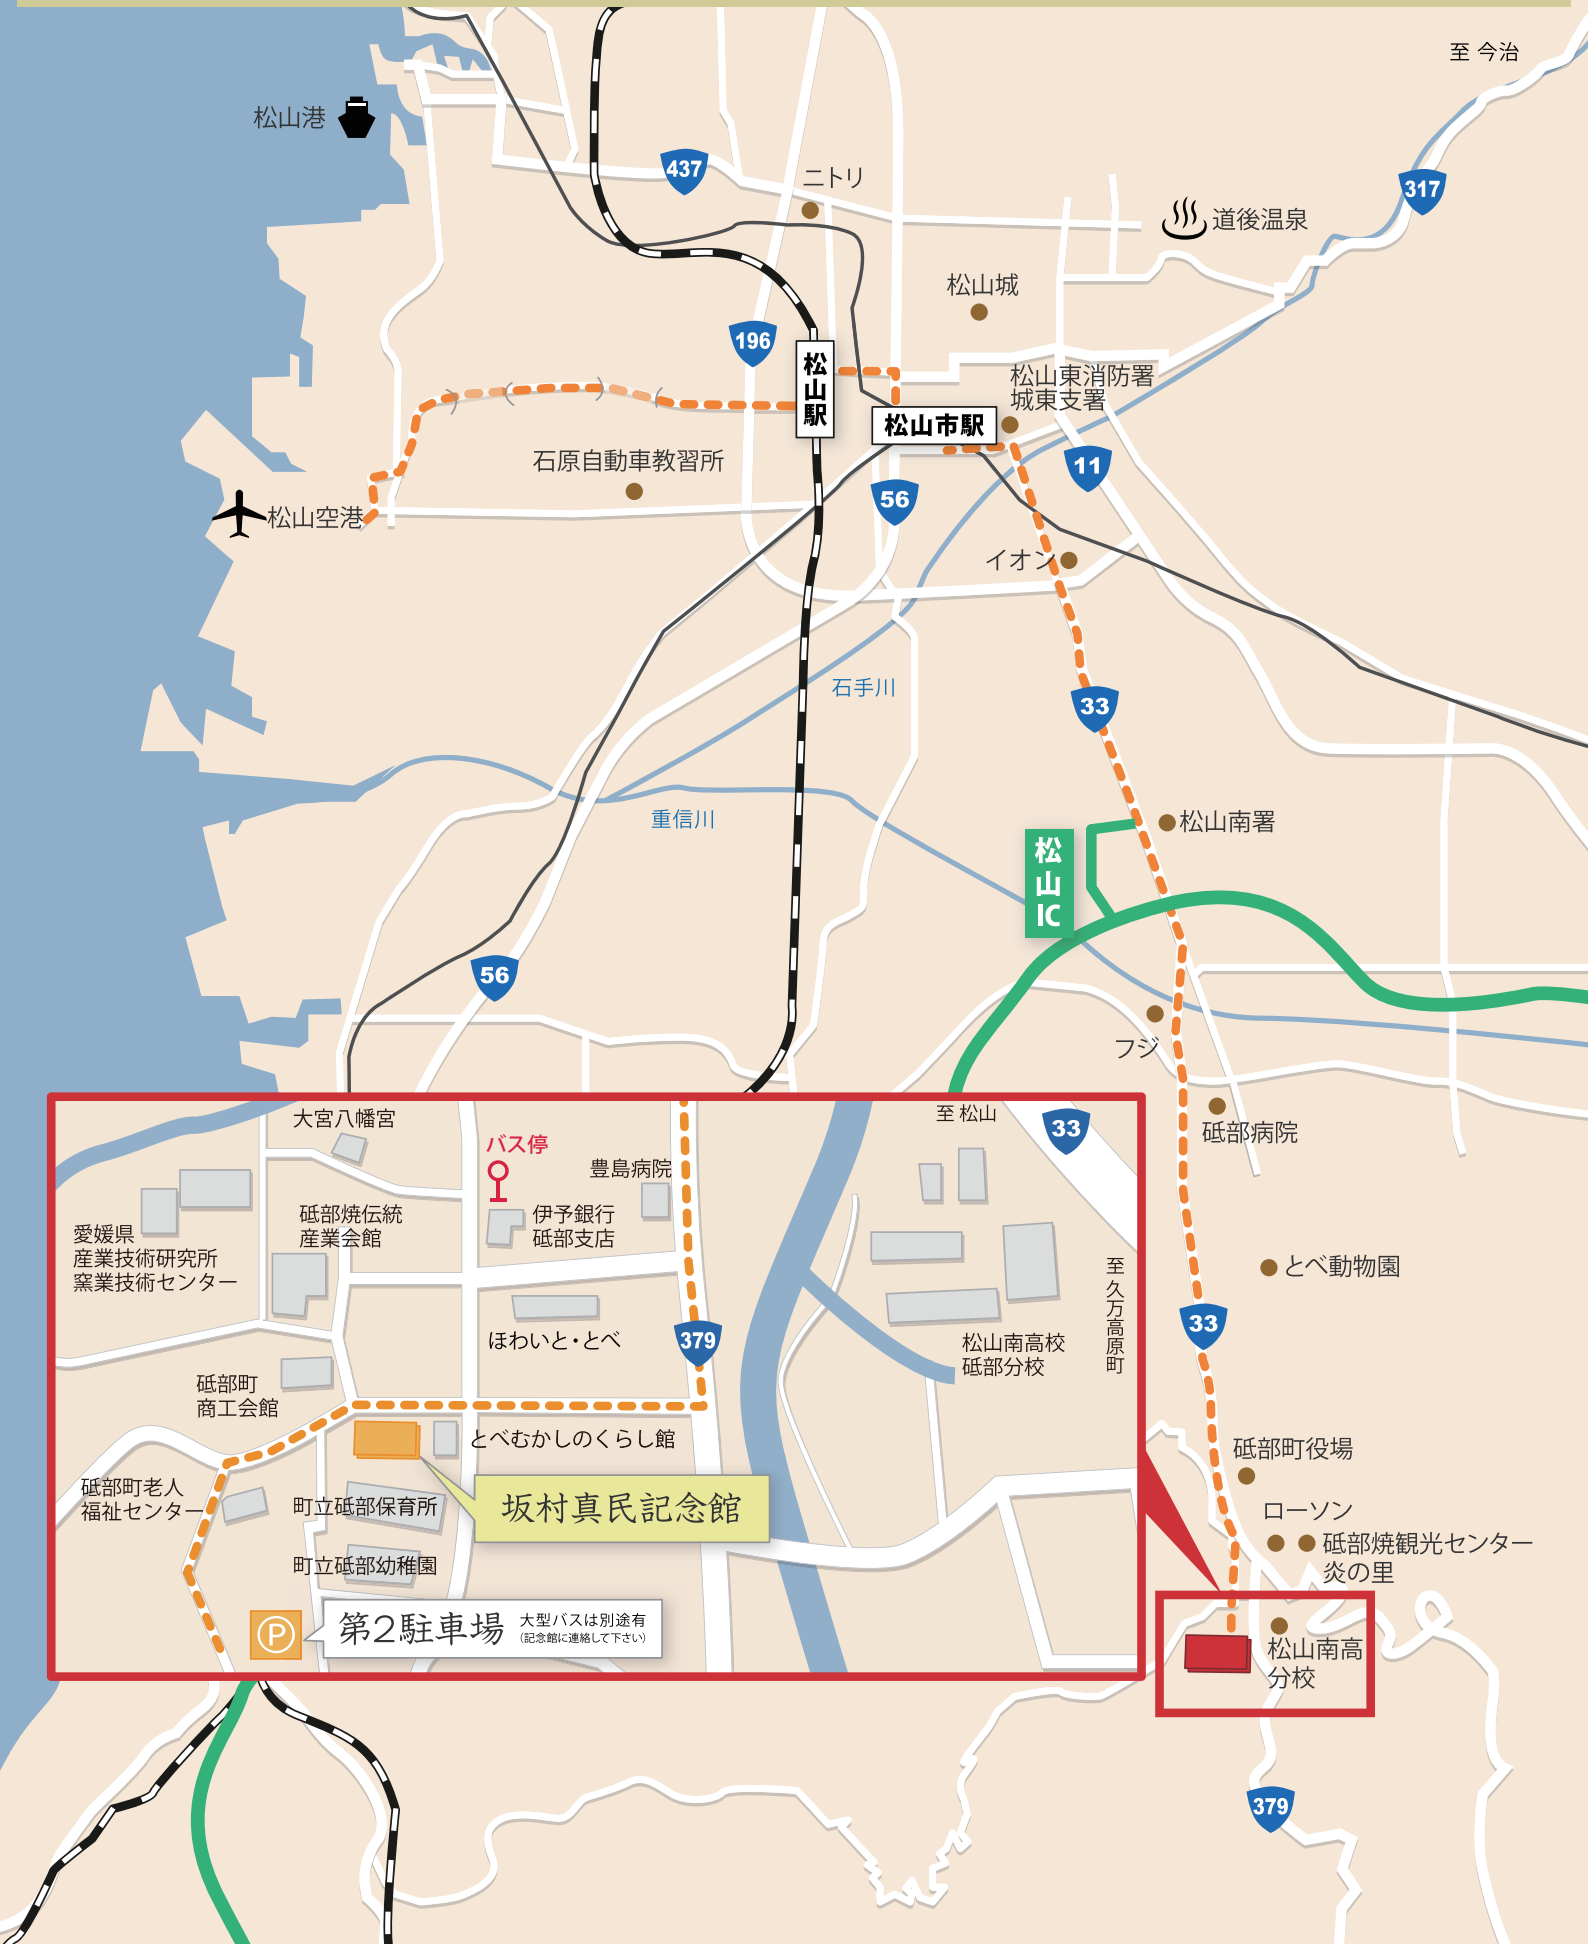 至 今治
松山港
437
ニトリ
317
道後温泉
松山城
196
松山駅
松山東消防署
城東支署
松山市駅
石原自動車教習所
11
56
松山空港
イオン
石手川
33
重信川
松山南署
松山IC
56
フジ
砥部病院
大宮八幡宮
バス停
至 松山
33
豊島病院
愛媛県
産業技術研究所
窯業技術センター
砥部焼伝統
産業会館
伊予銀行
砥部支店
至 久万高原町
とべ動物園
33
ほわいと・とべ
379
松山南高校
砥部分校
砥部町
商工会館
とべむかしのくらし館
砥部町役場
砥部町老人
福祉センター
町立砥部保育所
坂村真民記念館
ローソン
砥部焼観光センター
炎の里
町立砥部幼稚園
P
第2駐車場
大型バスは別途有
(記念館に連絡して下さい)
松山南高
分校
379